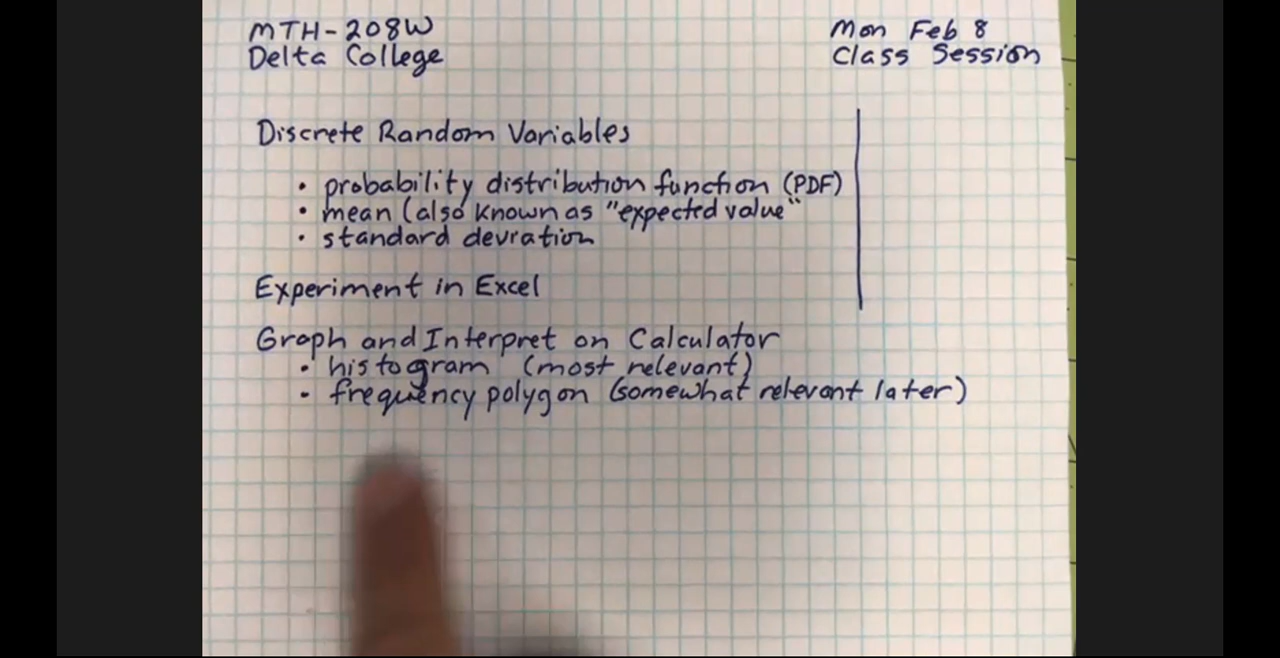 MTH-208W
Delta College
Mon Feb 8
Class Session
Discrete Random Variables
• probability distribution function (PDF)
• mean (also known as "expected value"
• standard deviation
Experiment in Excel
Graph and Interpret on Calculator
• histogram (most relevant)
• frequency polygon (somewhat relevant later)